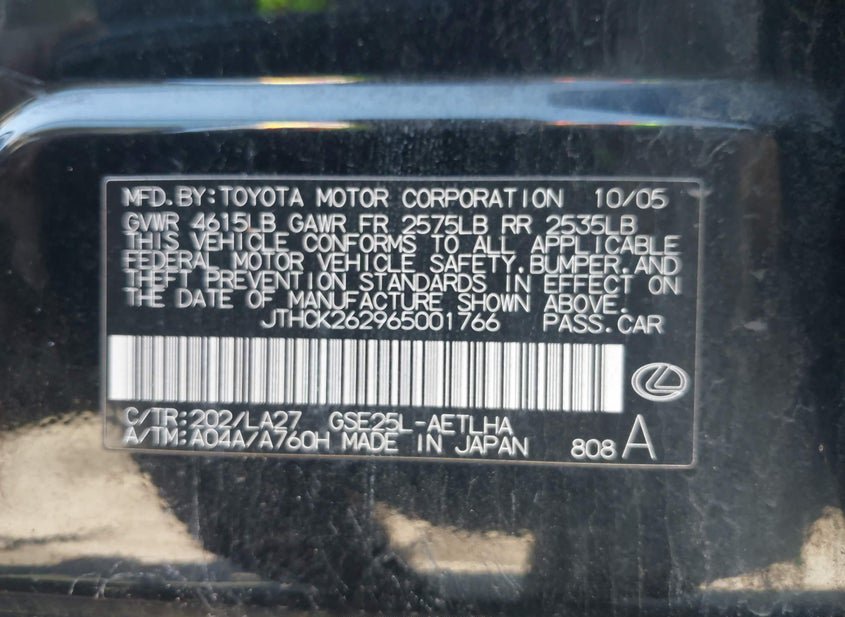 MFD.BY:TOYOTA MOTOR CORPORATION 10/05
GVWR 4615LB GAWR FR 2575LB RR 2535LB
THIS VEHICLE CONFORMS TO ALL APPLICABLE
FEDERAL MOTOR VEHICLE SAFETY,BUMPER,AND
THEFT PREVENTION STANDARDS IN EFFECT ON
THE DATE OF MANUFACTURE SHOWN ABOVE.
JTHCK262965001766 PASS.CAR
C/TR:202/LA27 GSE25L-AETLHA
A/TM:A04A/A760H MADE IN JAPAN 808 A